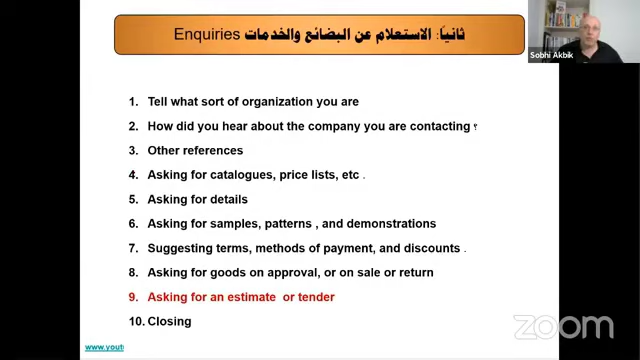 ثانياً: الاستعلام عن البضائع والخدمات Enquiries
Sobhi Akbik
1. Tell what sort of organization you are
2. How did you hear about the company you are contacting ؟
3. Other references
4. Asking for catalogues, price lists, etc .
5. Asking for details
6. Asking for samples, patterns , and demonstrations
7. Suggesting terms, methods of payment, and discounts .
8. Asking for goods on approval, or on sale or return
9. Asking for an estimate or tender
10. Closing
www.yout
zoom